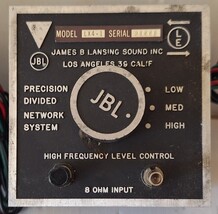 MODEL SERIAL
JAMES B LANSING SOUND INC
LOS ANGELES 39 CALIF
JBL
LE
PRECISION
DIVIDED
NETWORK
SYSTEM
JBL
LOW
MED
HIGH
HIGH FREQUENCY LEVEL CONTROL
8 OHM INPUT